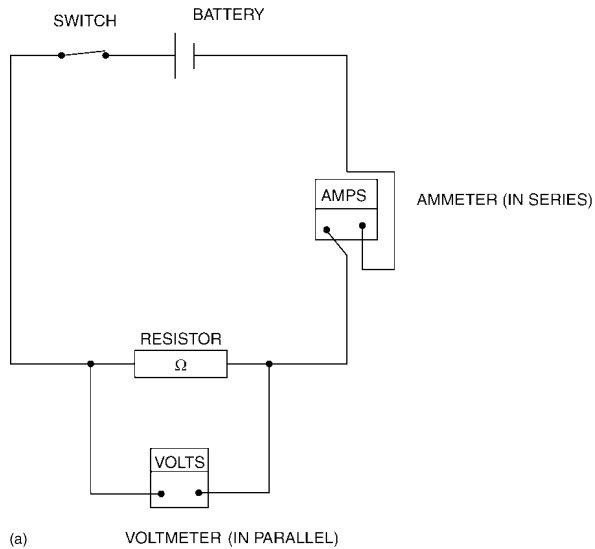 SWITCH
BATTERY
AMPS
AMMETER (IN SERIES)
RESISTOR
Ω
VOLTS
(a)
VOLTMETER (IN PARALLEL)